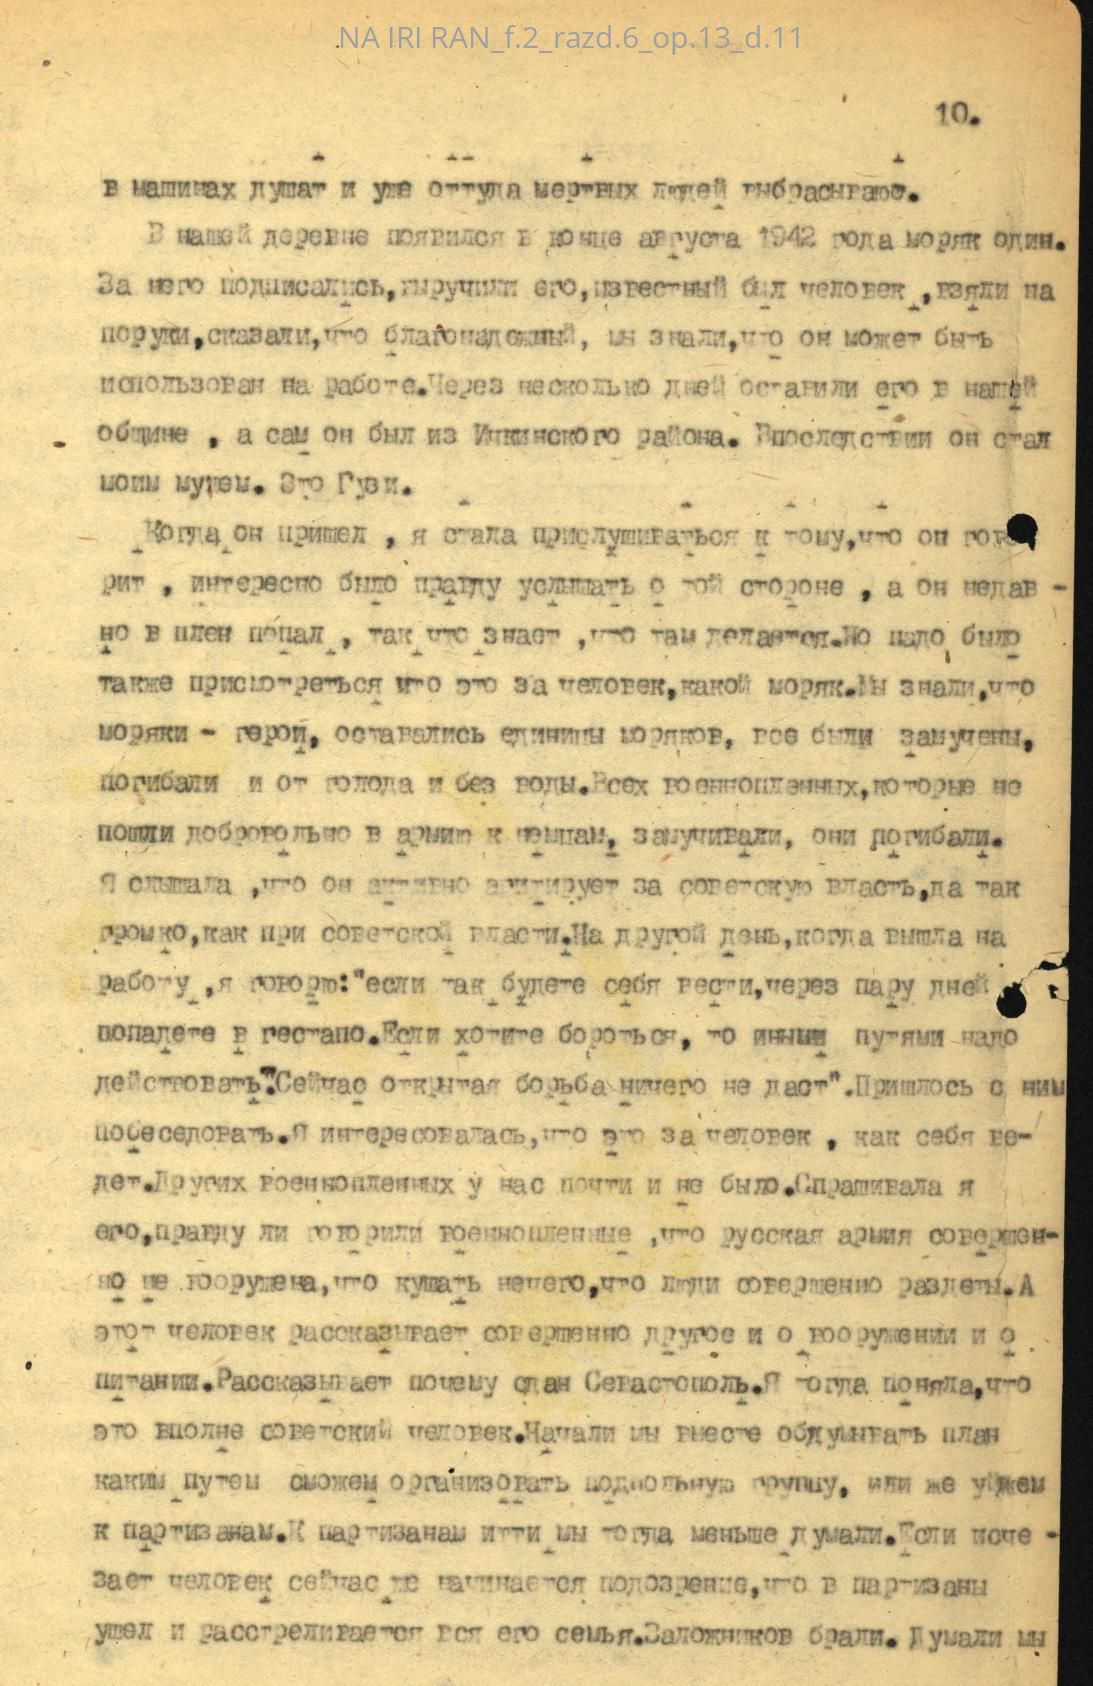 NA IRI RAN_f.2_razd.6_op.13_d.11
10.
в машинах душат и уже оттуда мертвых людей выбрасывают.
В нашей деревне появился в конце августа 1942 года моряк один.
За него подписались,выручили его,известный был человек ,взяли на
поруки,сказали,что благонадежный, мы знали,что он может быть
использован на работе.Через несколько дней оставили его в нашей
общине , а сам он был из Ичкинского района. Впоследствии он стал
моим мужем. Это Гузи.
Когда он пришел , я стала прислушиваться к тому,что он гово
рит , интересно было правду услышать о той стороне , а он недав -
но в плен попал , так что знает ,что там делается.Но надо было
также присмотреться что это за человек,какой моряк.Мы знали,что
моряки - герои, оставались единицы моряков, все были замучены,
погибали и от голода и без воды.Всех военнопленных,которые не
пошли добровольно в армию к немцам, замучивали, они погибали.
Я слышала ,что он активно агитирует за советскую власть,да так
громко,как при советской власти.На другой день,когда вышла на
работу ,я говорю:"если так будете себя вести,через пару дней
попадете в гестапо.Если хотите бороться, то иными путями надо
действовать".Сейчас открытая борьба ничего не даст".Пришлось с ним
побеседовать.Я интересовалась,что это за человек , как себя ве-
дет.Других военнопленных у нас почти и не было.Спрашивала я
его,правду ли говорили военнопленные ,что русская армия совершен-
но не вооружена,что кушать нечего,что люди совершенно раздеты.А
этот человек рассказывает совершенно другое и о вооружении и о
питании.Рассказывает почему сдан Севастополь.Я тогда поняла,что
это вполне советский человек.Начали мы вместе обдумывать план
каким путем сможем организовать подпольную группу, или же уйдем
к партизанам.К партизанам итти мы тогда меньше думали.Если исче -
зает человек сейчас же начинается подозрение,что в партизаны
ушел и расстреливается вся его семья.Заложников брали. Думали мы